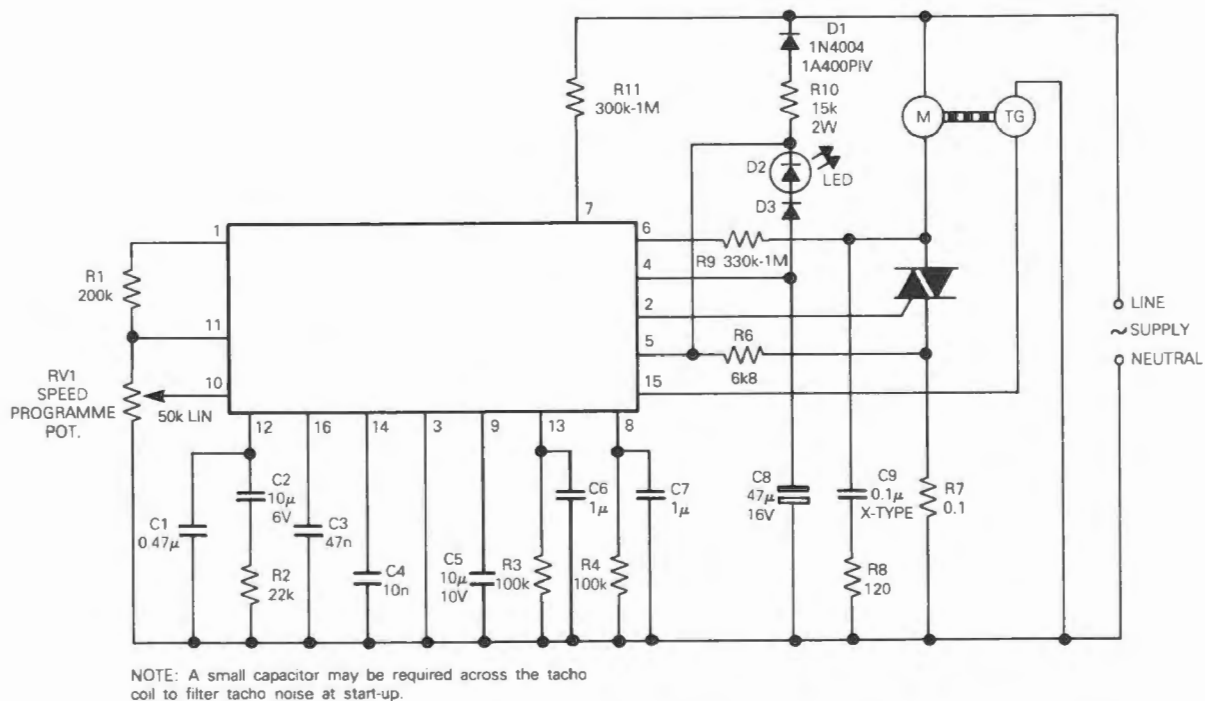 D1
1N4004
1A400PIV
R11
300k-1M
R10
15k
2W
M
TG
D2
LED
D3
7
1
6
R9 330k-1M
4
R1
200k
2
LINE
~ SUPPLY
NEUTRAL
11
5
R6
6k8
RV1
SPEED
PROGRAMME
POT.
10
50k LIN
15
12
16
14
3
9
13
8
C1
0.47μ
C2
10μ
6V
C3
47n
R2
22k
C4
10n
C5
10μ
10V
R3
100k
C6
1μ
R4
100k
C7
1μ
C8
47μ
16V
C9
0.1μ
X-TYPE
R7
0.1
R8
120
NOTE: A small capacitor may be required across the tacho
coil to filter tacho noise at start-up.